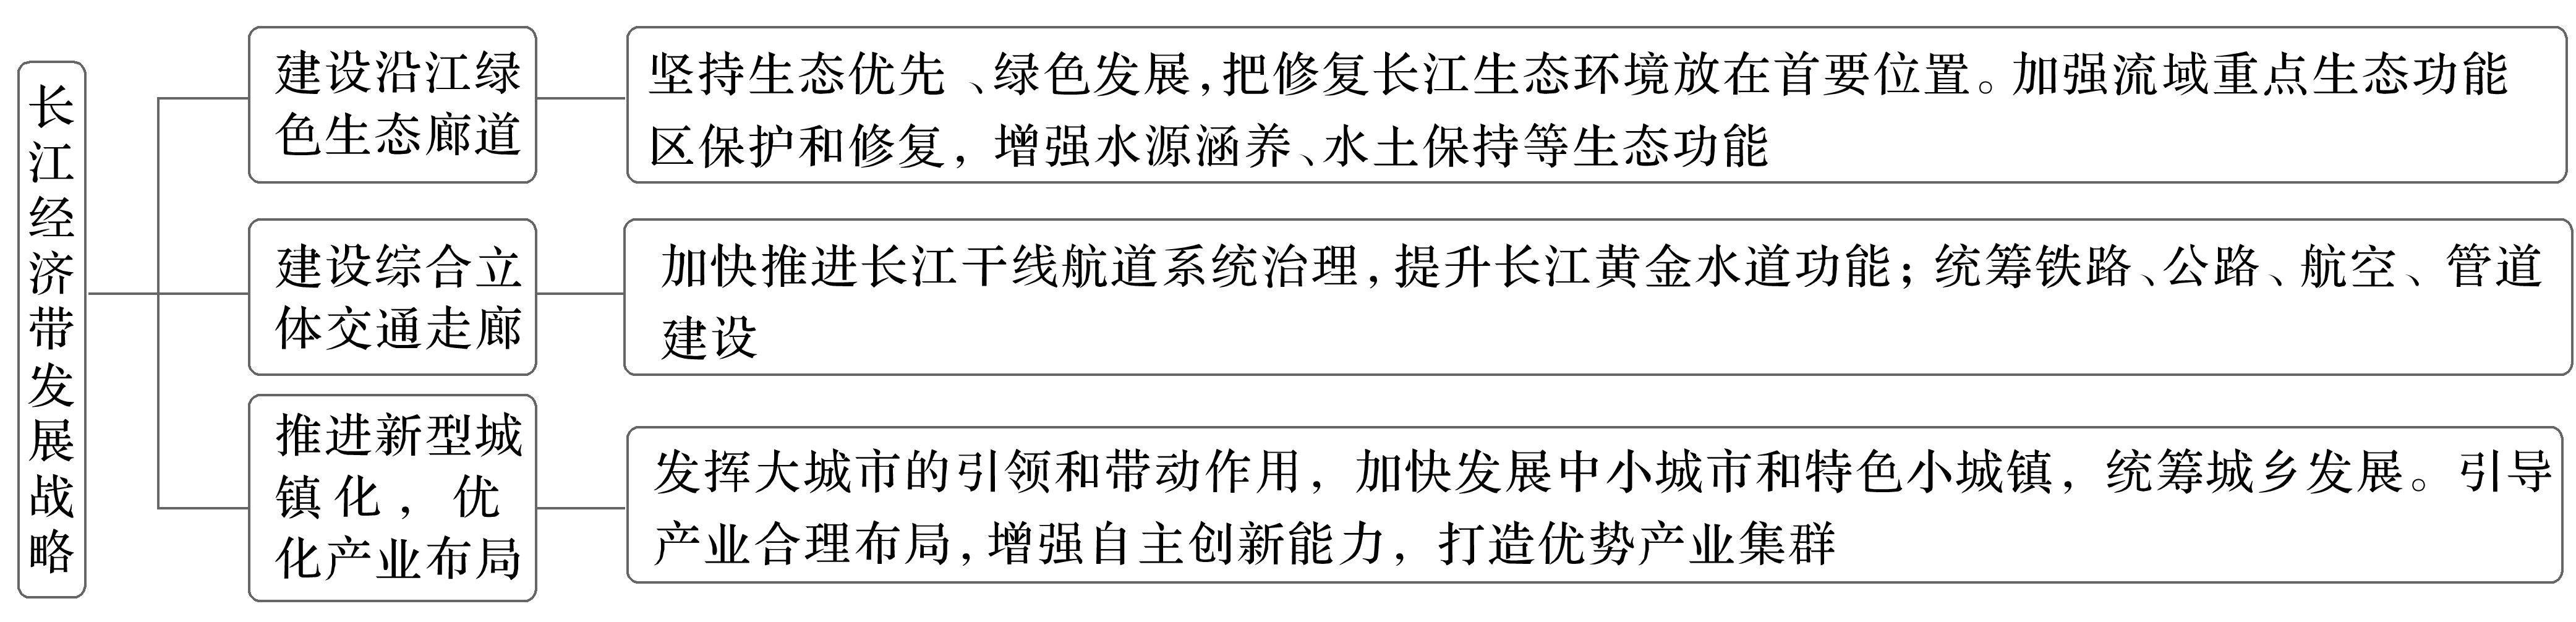 长江经济带发展战略
建设沿江绿
色生态廊道
坚持生态优先、绿色发展,把修复长江生态环境放在首要位置。加强流域重点生态功能
区保护和修复,增强水源涵养、水土保持等生态功能
建设综合立
体交通走廊
加快推进长江干线航道系统治理,提升长江黄金水道功能;统筹铁路、公路、航空、管道
建设
推进新型城
镇化,优
化产业布局
发挥大城市的引领和带动作用,加快发展中小城市和特色小城镇,统筹城乡发展。引导
产业合理布局,增强自主创新能力,打造优势产业集群